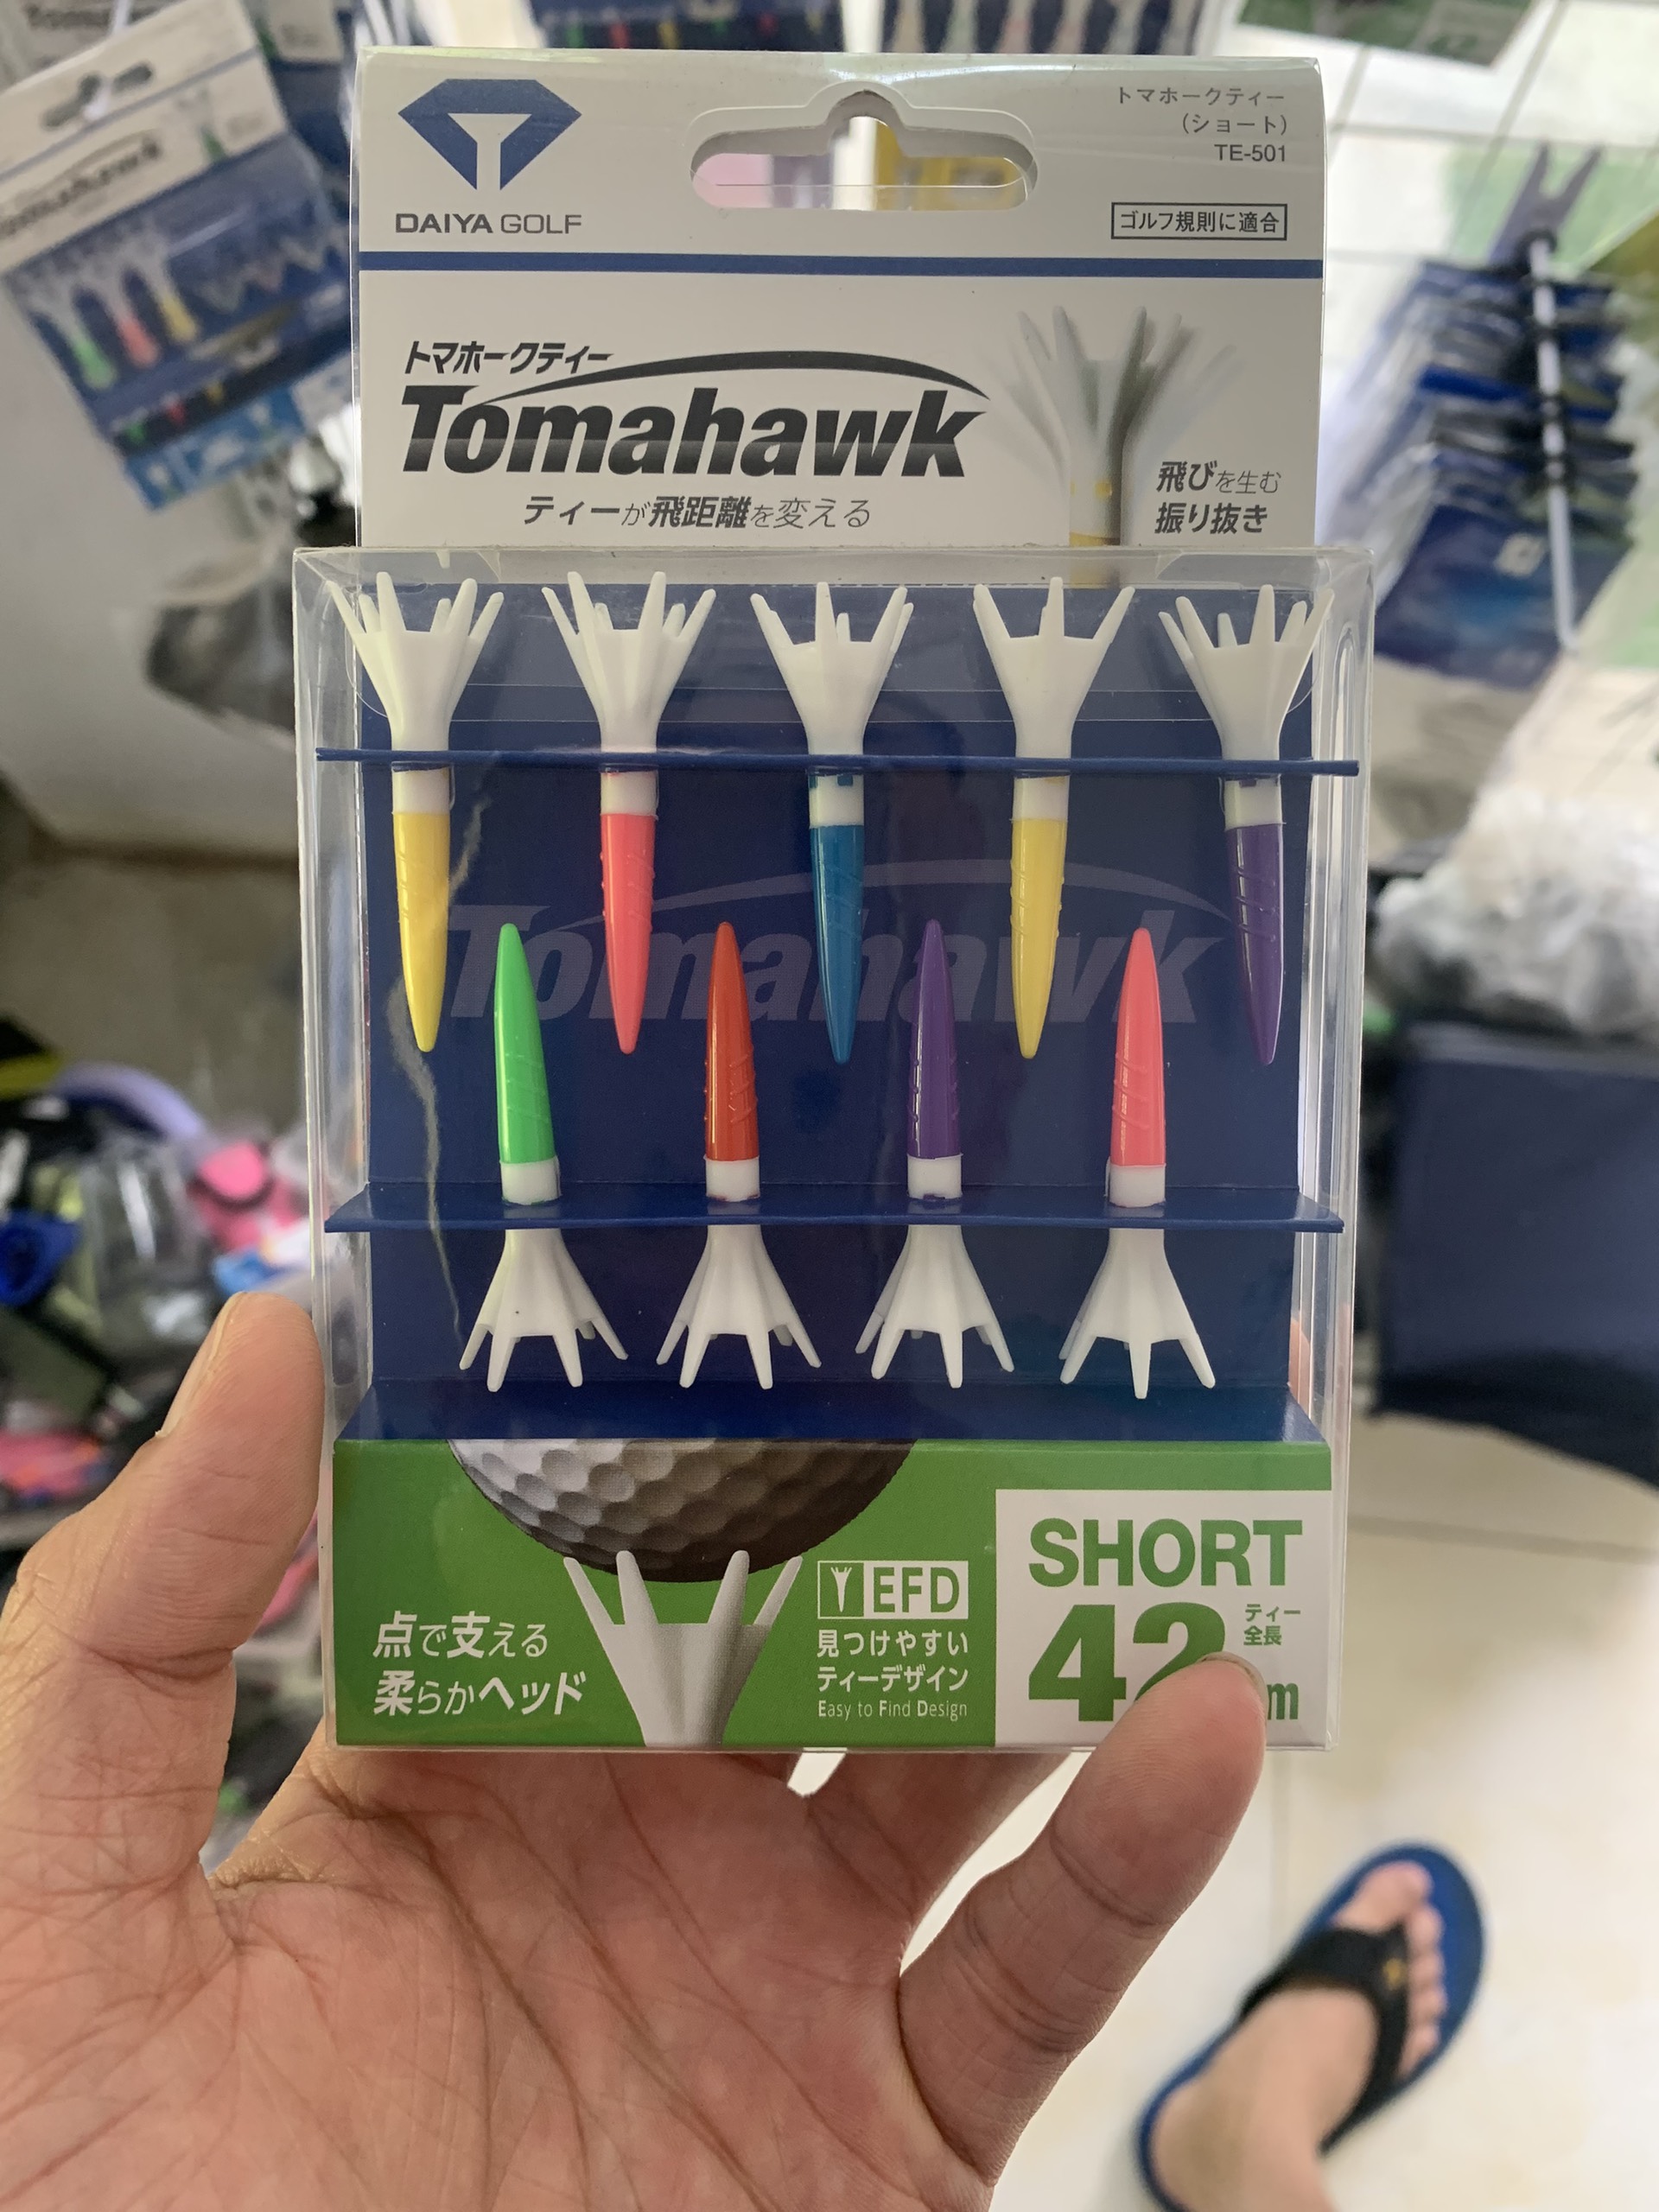 DAIYA GOLF
トマホークティー
(ショート)
TE-501
ゴルフ規則に適合
トマホークティー
Tomahawk
ティーが飛距離を変える
飛びを生む
振り抜き
Tomahawk
点で支える
柔らかヘッド
EFD
見つけやすい
ティーデザイン
Easy to Find Design
SHORT
42
ティー
全長
Tomahawk